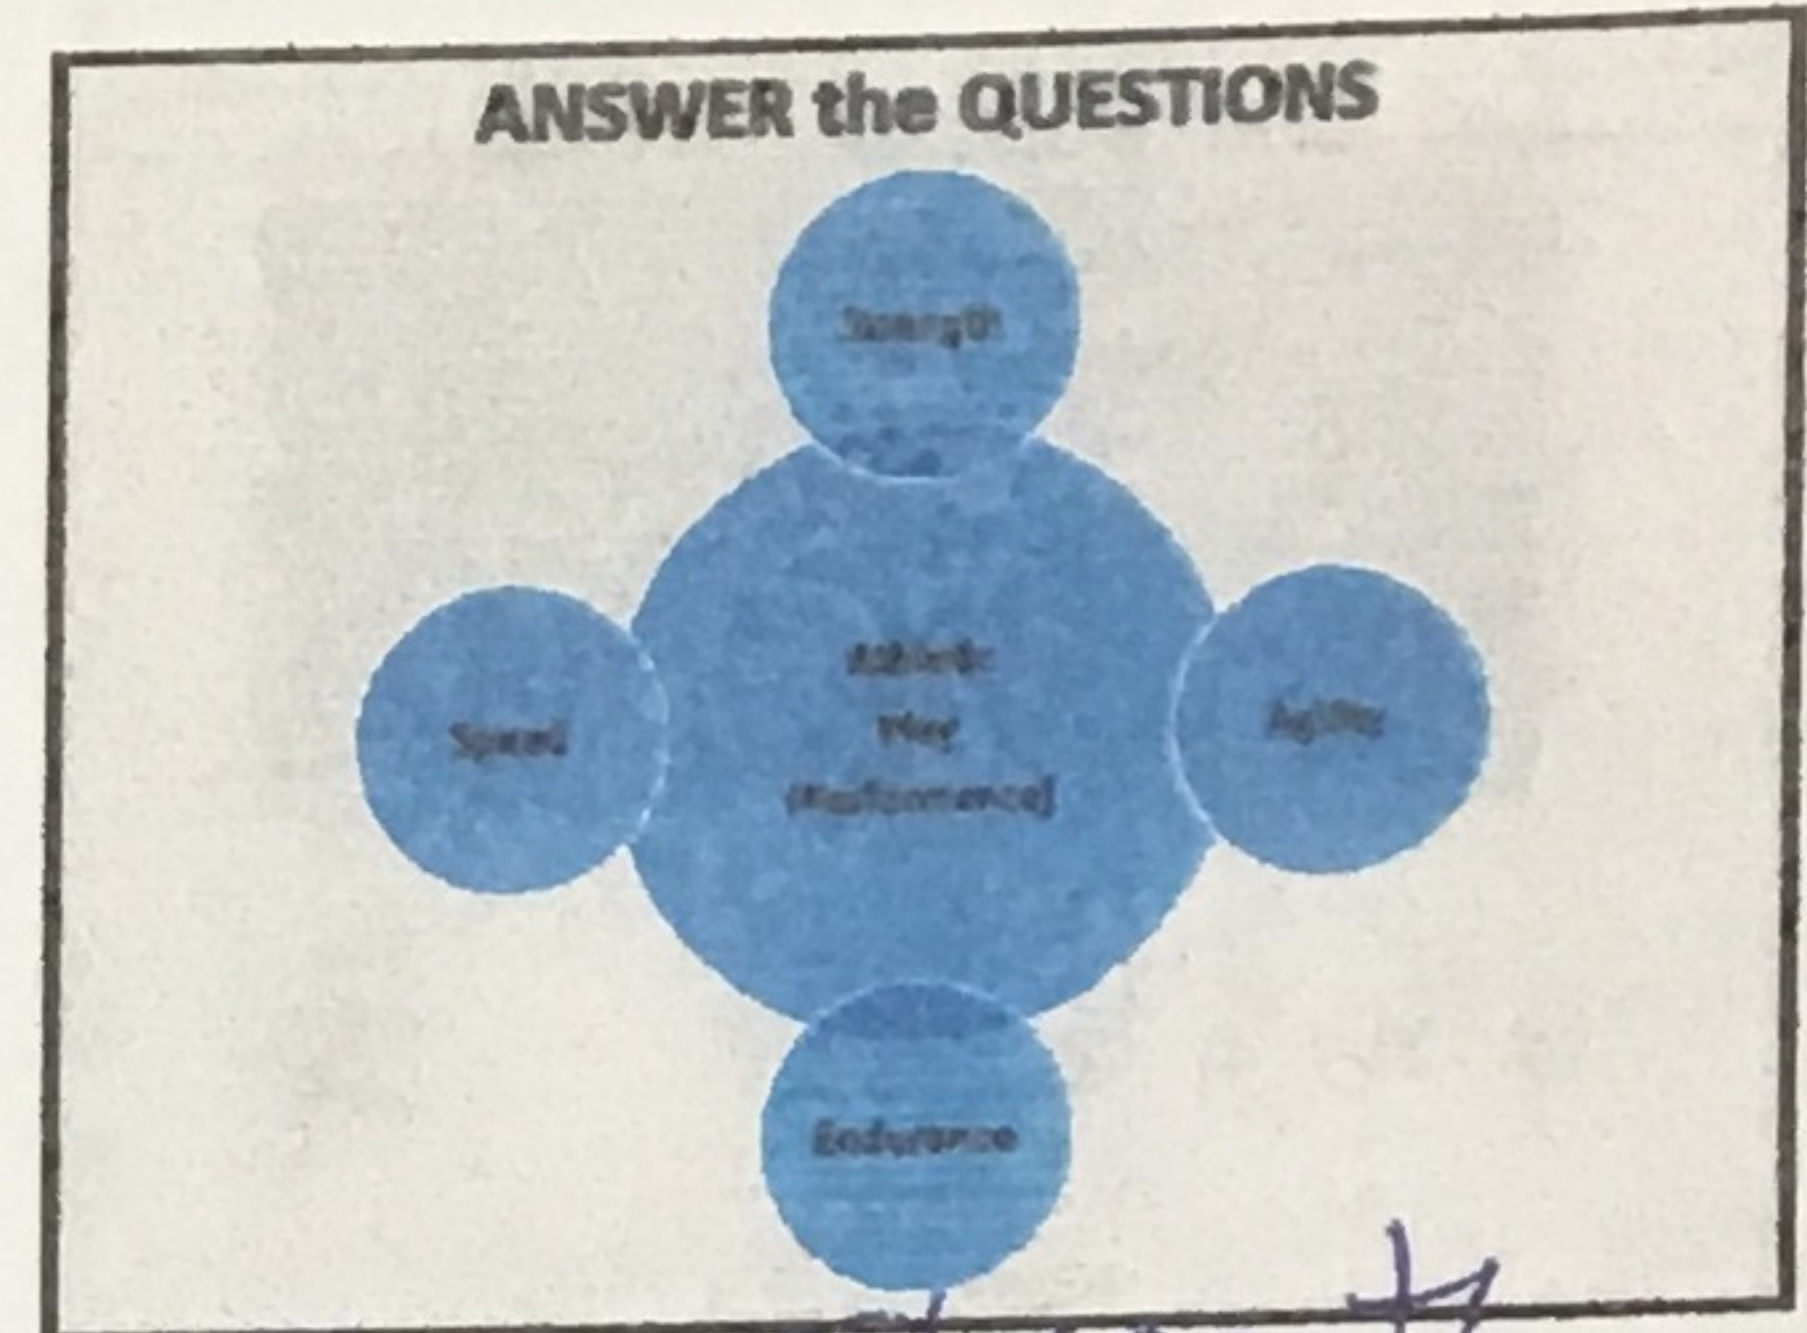 ANSWER the QUESTIONS
Strength
Athletic
Play
(Performance)
Speed
Agility
Endurance